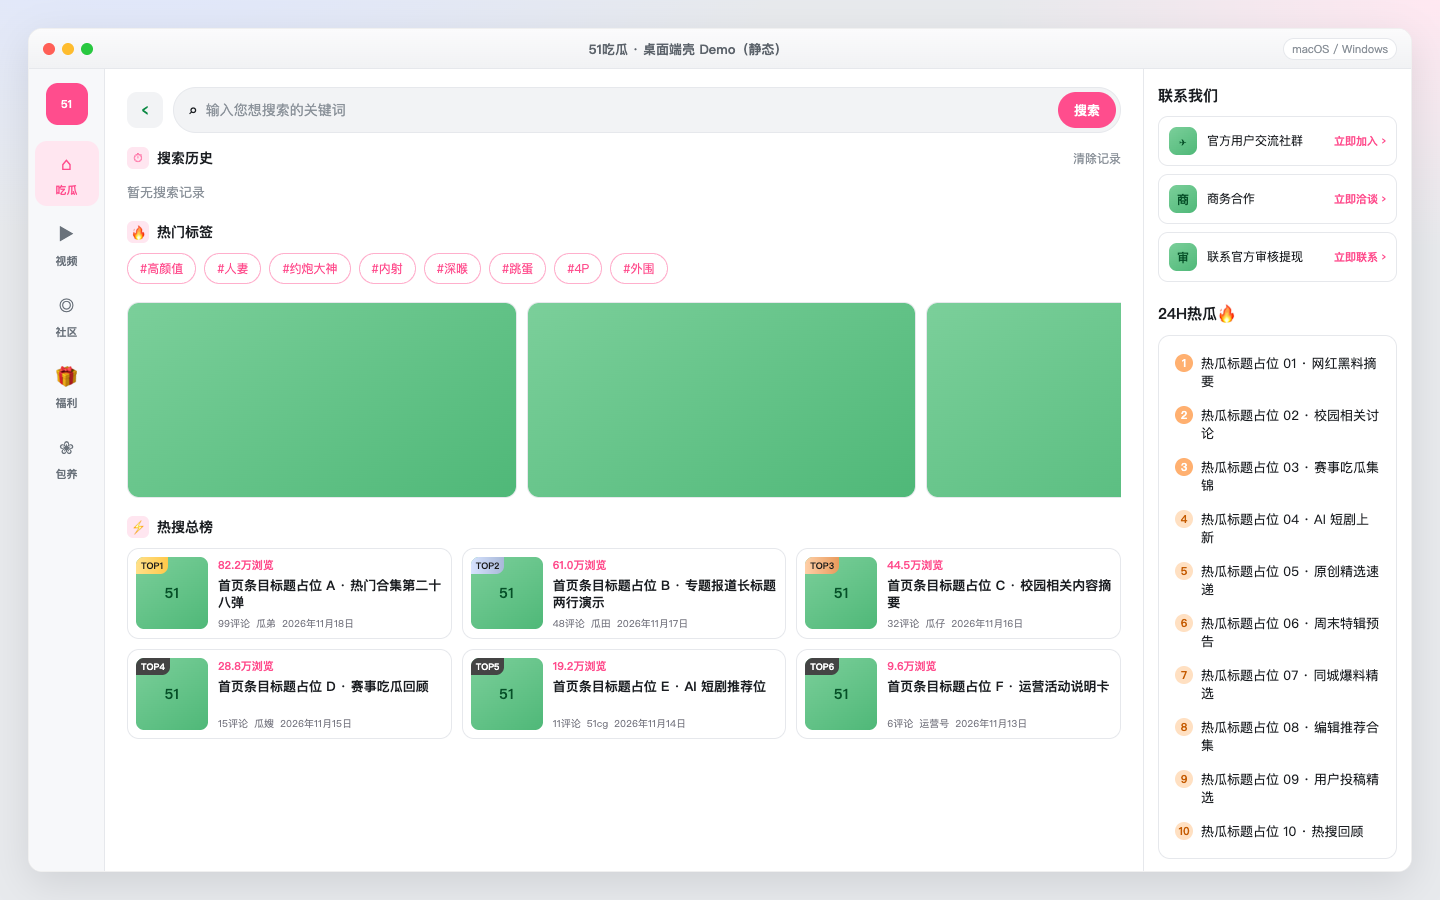 51吃瓜 · 桌面端壳 Demo（静态）
macOS / Windows
51
吃瓜
视频
社区
福利
包养
输入您想搜索的关键词
搜索
搜索历史
清除记录
暂无搜索记录
热门标签
#高颜值
#人妻
#约炮大神
#内射
#深喉
#跳蛋
#4P
#外围
热搜总榜
TOP1
51
82.2万浏览
首页条目标题占位 A · 热门合集第二十
八弹
99评论 瓜弟 2026年11月18日
TOP2
51
61.0万浏览
首页条目标题占位 B · 专题报道长标题
两行演示
48评论 瓜田 2026年11月17日
TOP3
51
44.5万浏览
首页条目标题占位 C · 校园相关内容摘
要
32评论 瓜仔 2026年11月16日
TOP4
51
28.8万浏览
首页条目标题占位 D · 赛事吃瓜回顾
15评论 瓜嫂 2026年11月15日
TOP5
51
19.2万浏览
首页条目标题占位 E · AI 短剧推荐位
11评论 51cg 2026年11月14日
TOP6
51
9.6万浏览
首页条目标题占位 F · 运营活动说明卡
6评论 运营号 2026年11月13日
联系我们
官方用户交流社群
立即加入 ›
商
商务合作
立即洽谈 ›
审
联系官方审核提现
立即联系 ›
24H热瓜🔥
1
热瓜标题占位 01 · 网红黑料摘
要
2
热瓜标题占位 02 · 校园相关讨
论
3
热瓜标题占位 03 · 赛事吃瓜集
锦
4
热瓜标题占位 04 · AI 短剧上
新
5
热瓜标题占位 05 · 原创精选速
递
6
热瓜标题占位 06 · 周末特辑预
告
7
热瓜标题占位 07 · 同城爆料精
选
8
热瓜标题占位 08 · 编辑推荐合
集
9
热瓜标题占位 09 · 用户投稿精
选
10
热瓜标题占位 10 · 热搜回顾